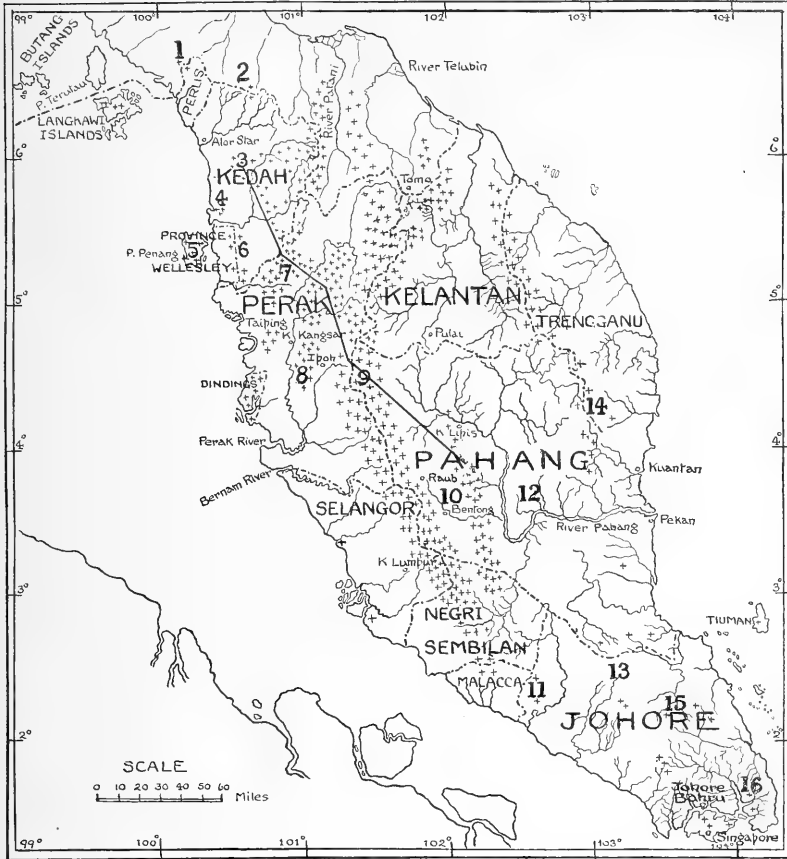 99°
100°
101°
102°
103°
104°
BUTANG
ISLANDS
1
2
PERLIS
River Patani
River Telubin
P. Terutau
LANGKAWI
ISLANDS
Alor Star
6°
6°
3
KEDAH
Tomo
4
PROVINCE
5
6
P. Penang
WELLESLEY
7
5°
5°
PERAK
KELANTAN
TRENGGANU
Taiping
K Kangsar
Pulai
Ipoh
8
9
DINDINGS
14
Perak River
K Lipis
4°
4°
PAHANG
Kuantan
Bernam River
Raub
10
12
SELANGOR
Bentong
River Pahang
Pekan
K Lumpur
3°
3°
NEGRI
SEMBILAN
TIUMAN
MALACCA
11
13
15
JOHORE
2°
2°
SCALE
0 10 20 30 40 50 60
Miles
16
Johore
Bahru
Singapore
99°
100°
101°
102°
103°